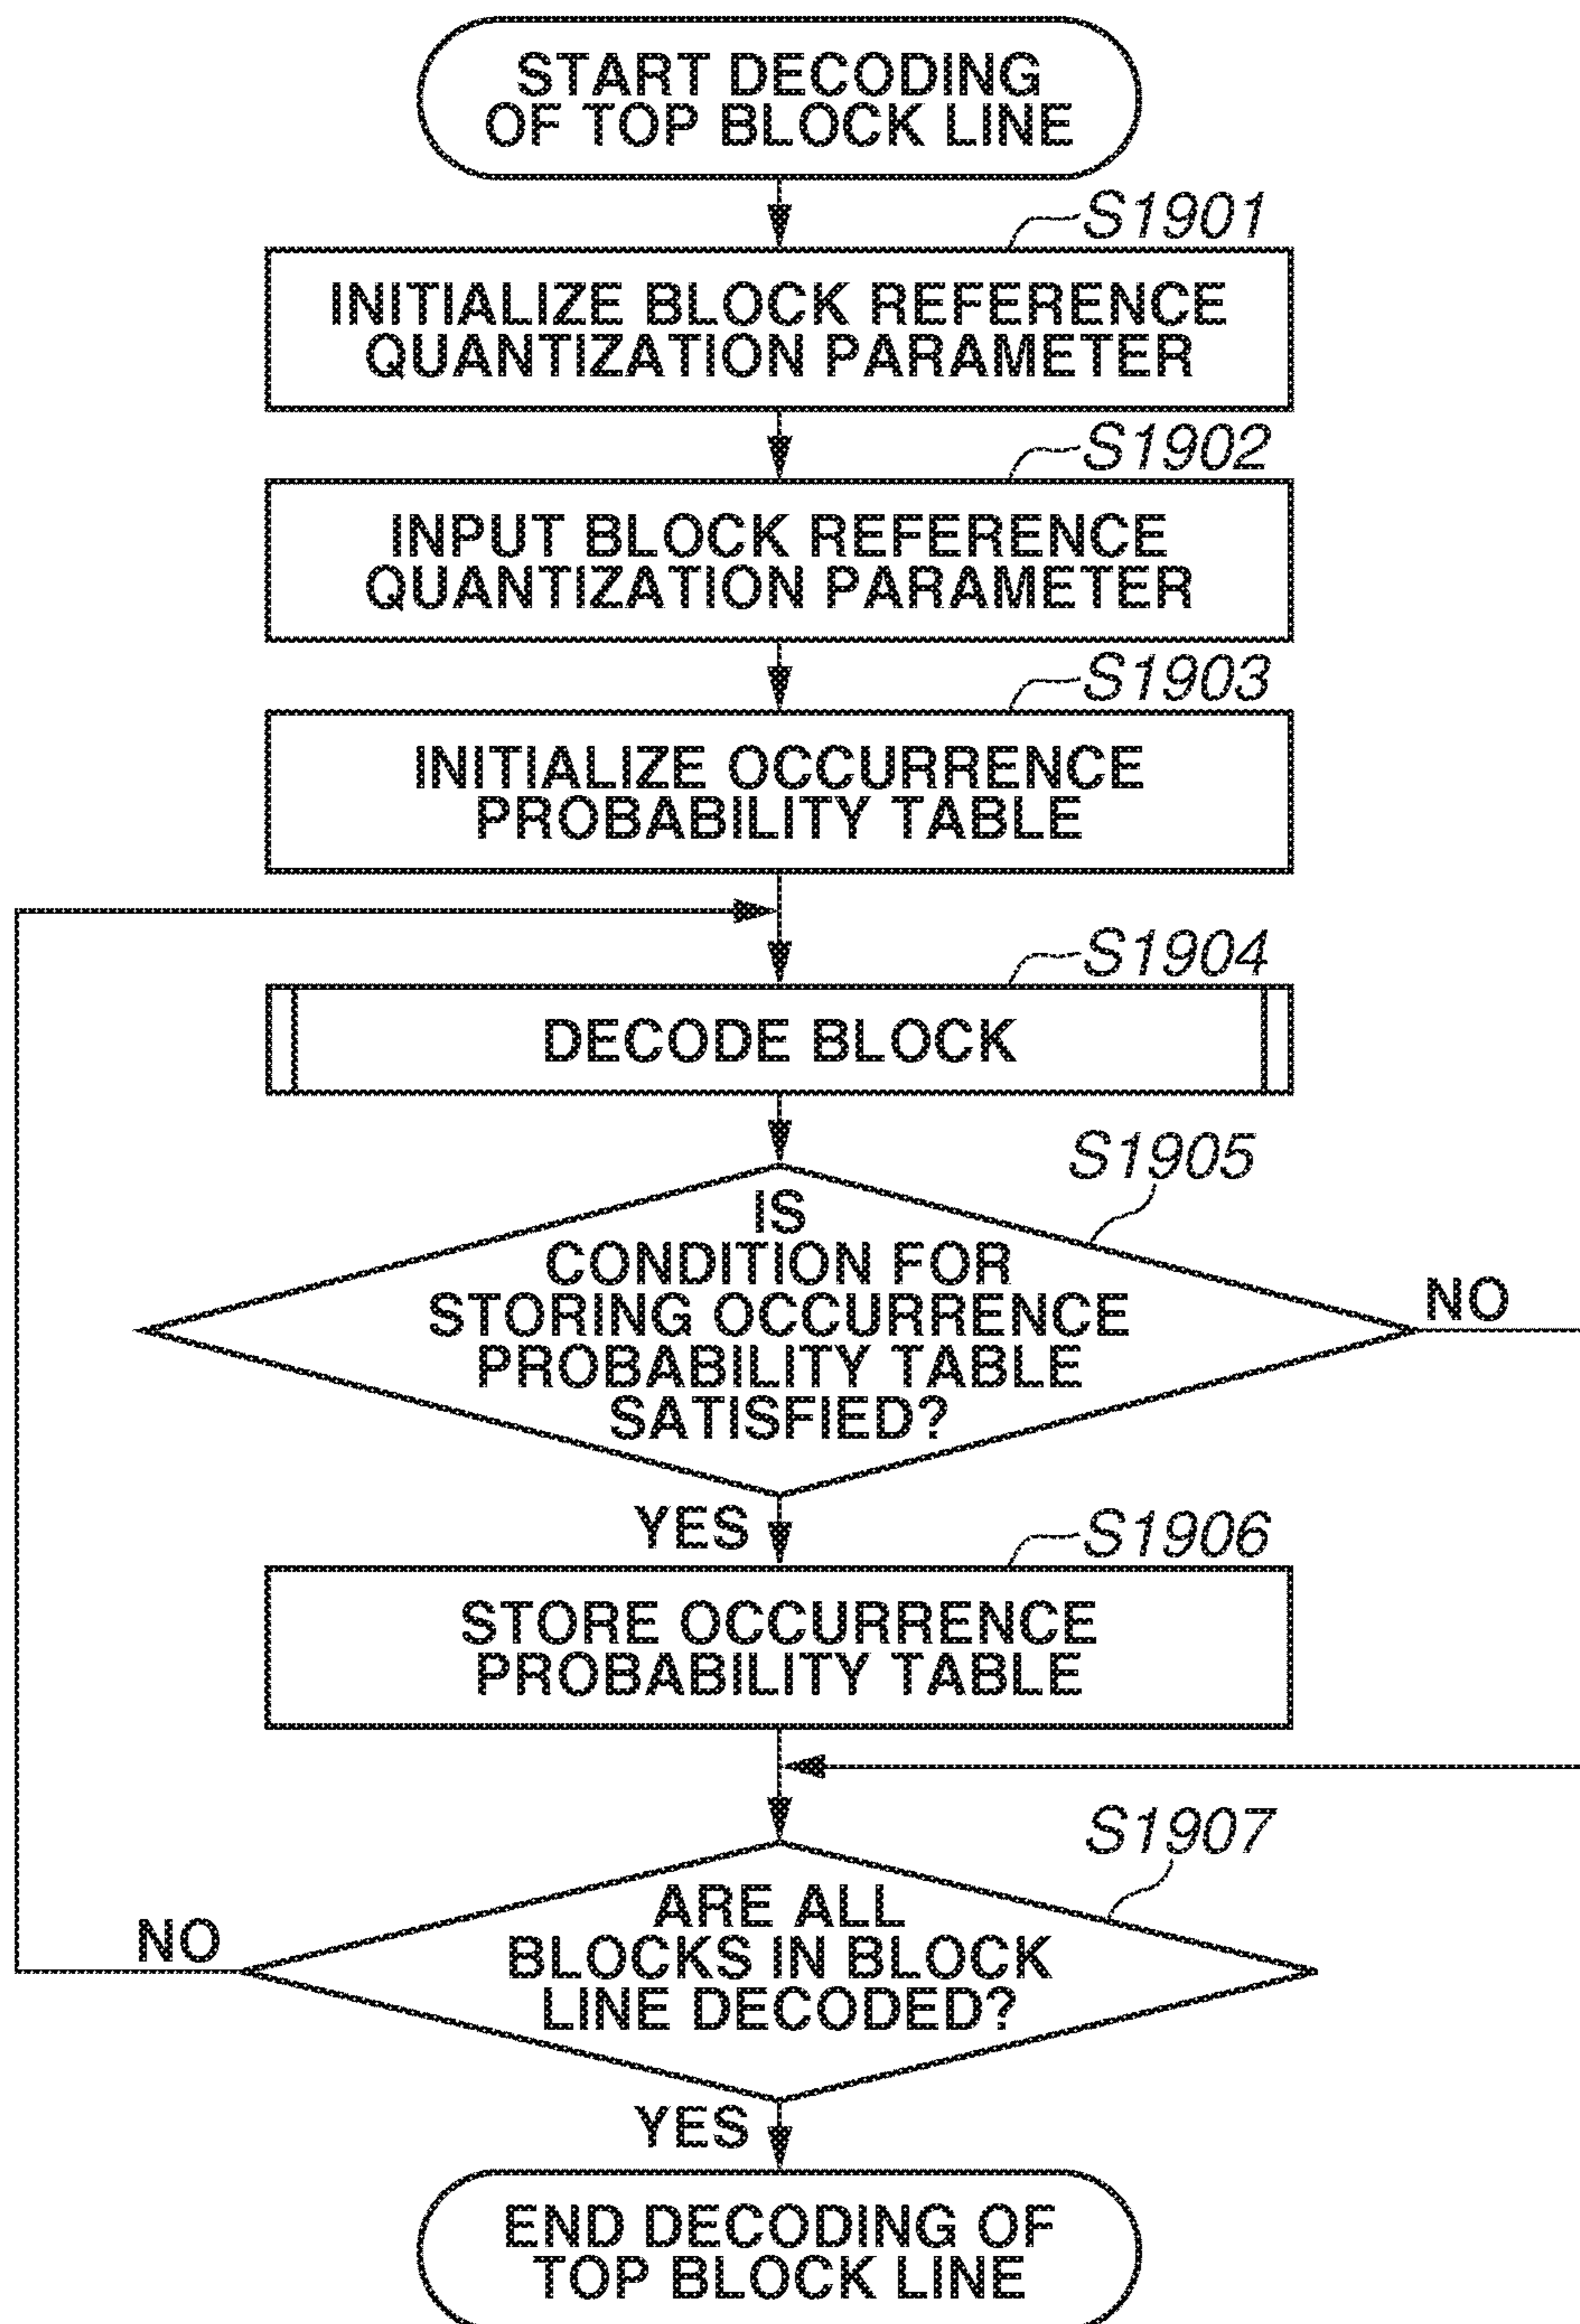 START DECODING
OF TOP BLOCK LINE
S1901
INITIALIZE BLOCK REFERENCE
QUANTIZATION PARAMETER
S1902
INPUT BLOCK REFERENCE
QUANTIZATION PARAMETER
S1903
INITIALIZE OCCURRENCE
PROBABILITY TABLE
S1904
DECODE BLOCK
S1905
IS
CONDITION FOR
STORING OCCURRENCE
PROBABILITY TABLE
SATISFIED?
NO
YES
S1906
STORE OCCURRENCE
PROBABILITY TABLE
S1907
ARE ALL
BLOCKS IN BLOCK
LINE DECODED?
NO
YES
END DECODING OF
TOP BLOCK LINE